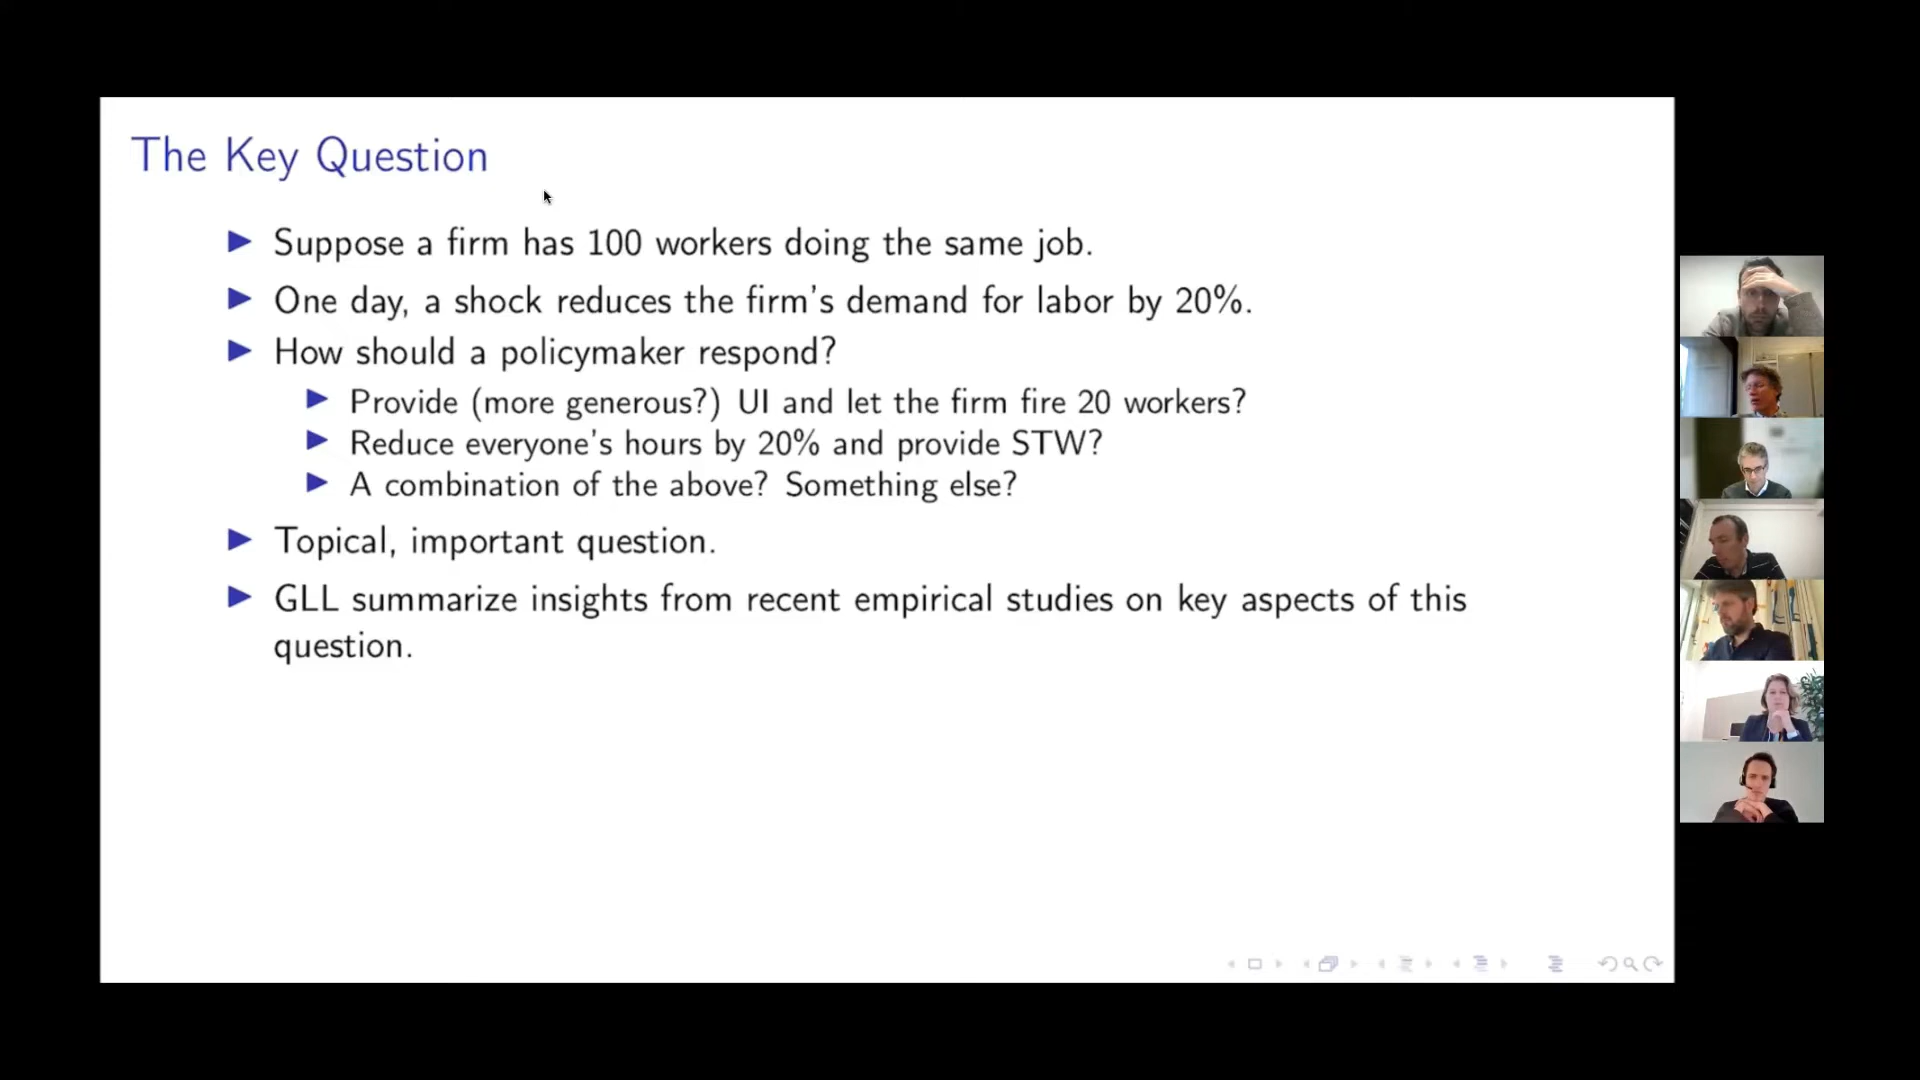 The Key Question
Suppose a firm has 100 workers doing the same job.
One day, a shock reduces the firm's demand for labor by 20%.
How should a policymaker respond?
Provide (more generous?) UI and let the firm fire 20 workers?
Reduce everyone's hours by 20% and provide STW?
A combination of the above? Something else?
Topical, important question.
GLL summarize insights from recent empirical studies on key aspects of this
question.